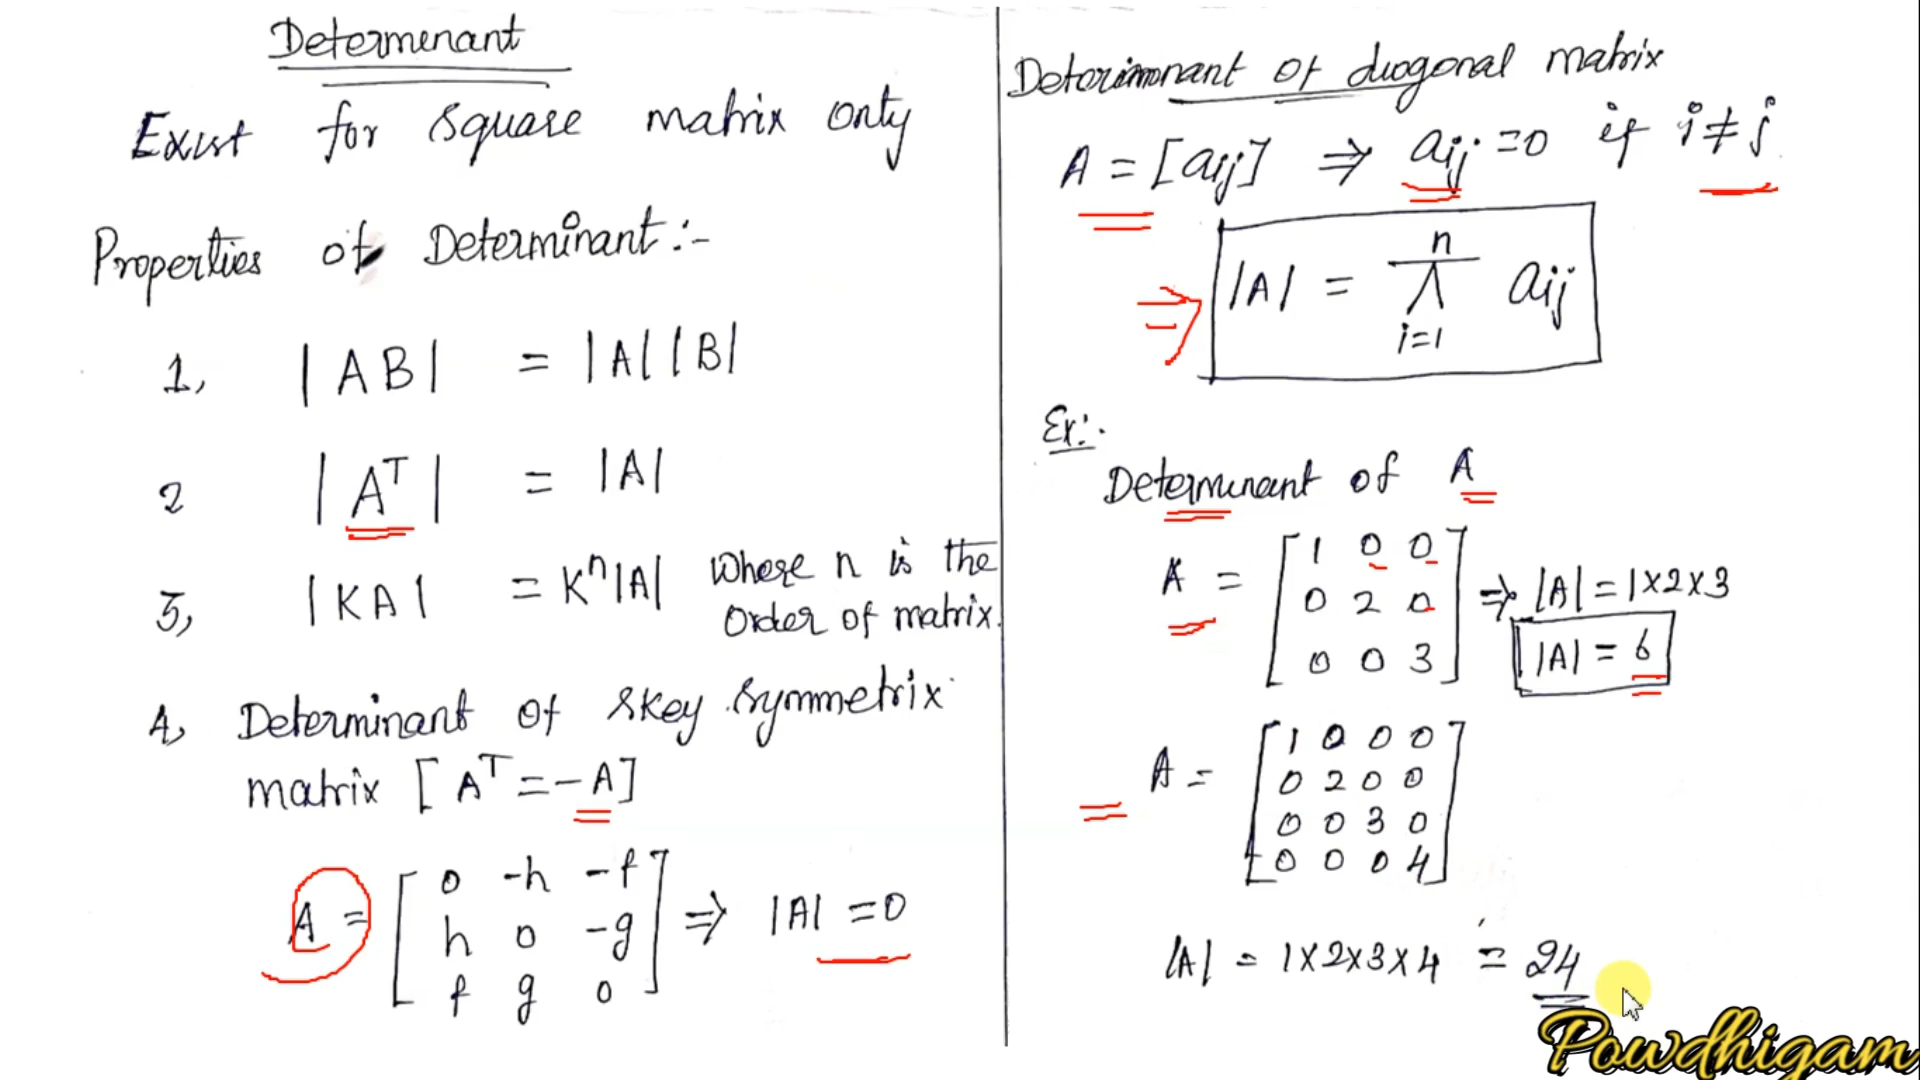 Determenant
Exist for square matrix only
Properties of Determinant:-
1, |AB| = |A| |B|
2 |Aᵀ| = |A|
3, |KA| = Kⁿ|A| Where n is the
Order of matrix.
4, Determinant of skey symmetrix
matrix [Aᵀ = -A]
A = [0 -h -f
h 0 -g
f g 0] ⇒ |A| = 0
Determinant of diagonal matrix
A = [aij] ⇒ aij = 0 if i ≠ j
⇒ |A| = π aij
n
i=1
Ex:-
Determinant of A
A = [1 0 0
0 2 0
0 0 3] ⇒ |A| = 1×2×3
|A| = 6
A = [1 0 0 0
0 2 0 0
0 0 3 0
0 0 0 4]
|A| = 1×2×3×4 = 24
Powdhigam